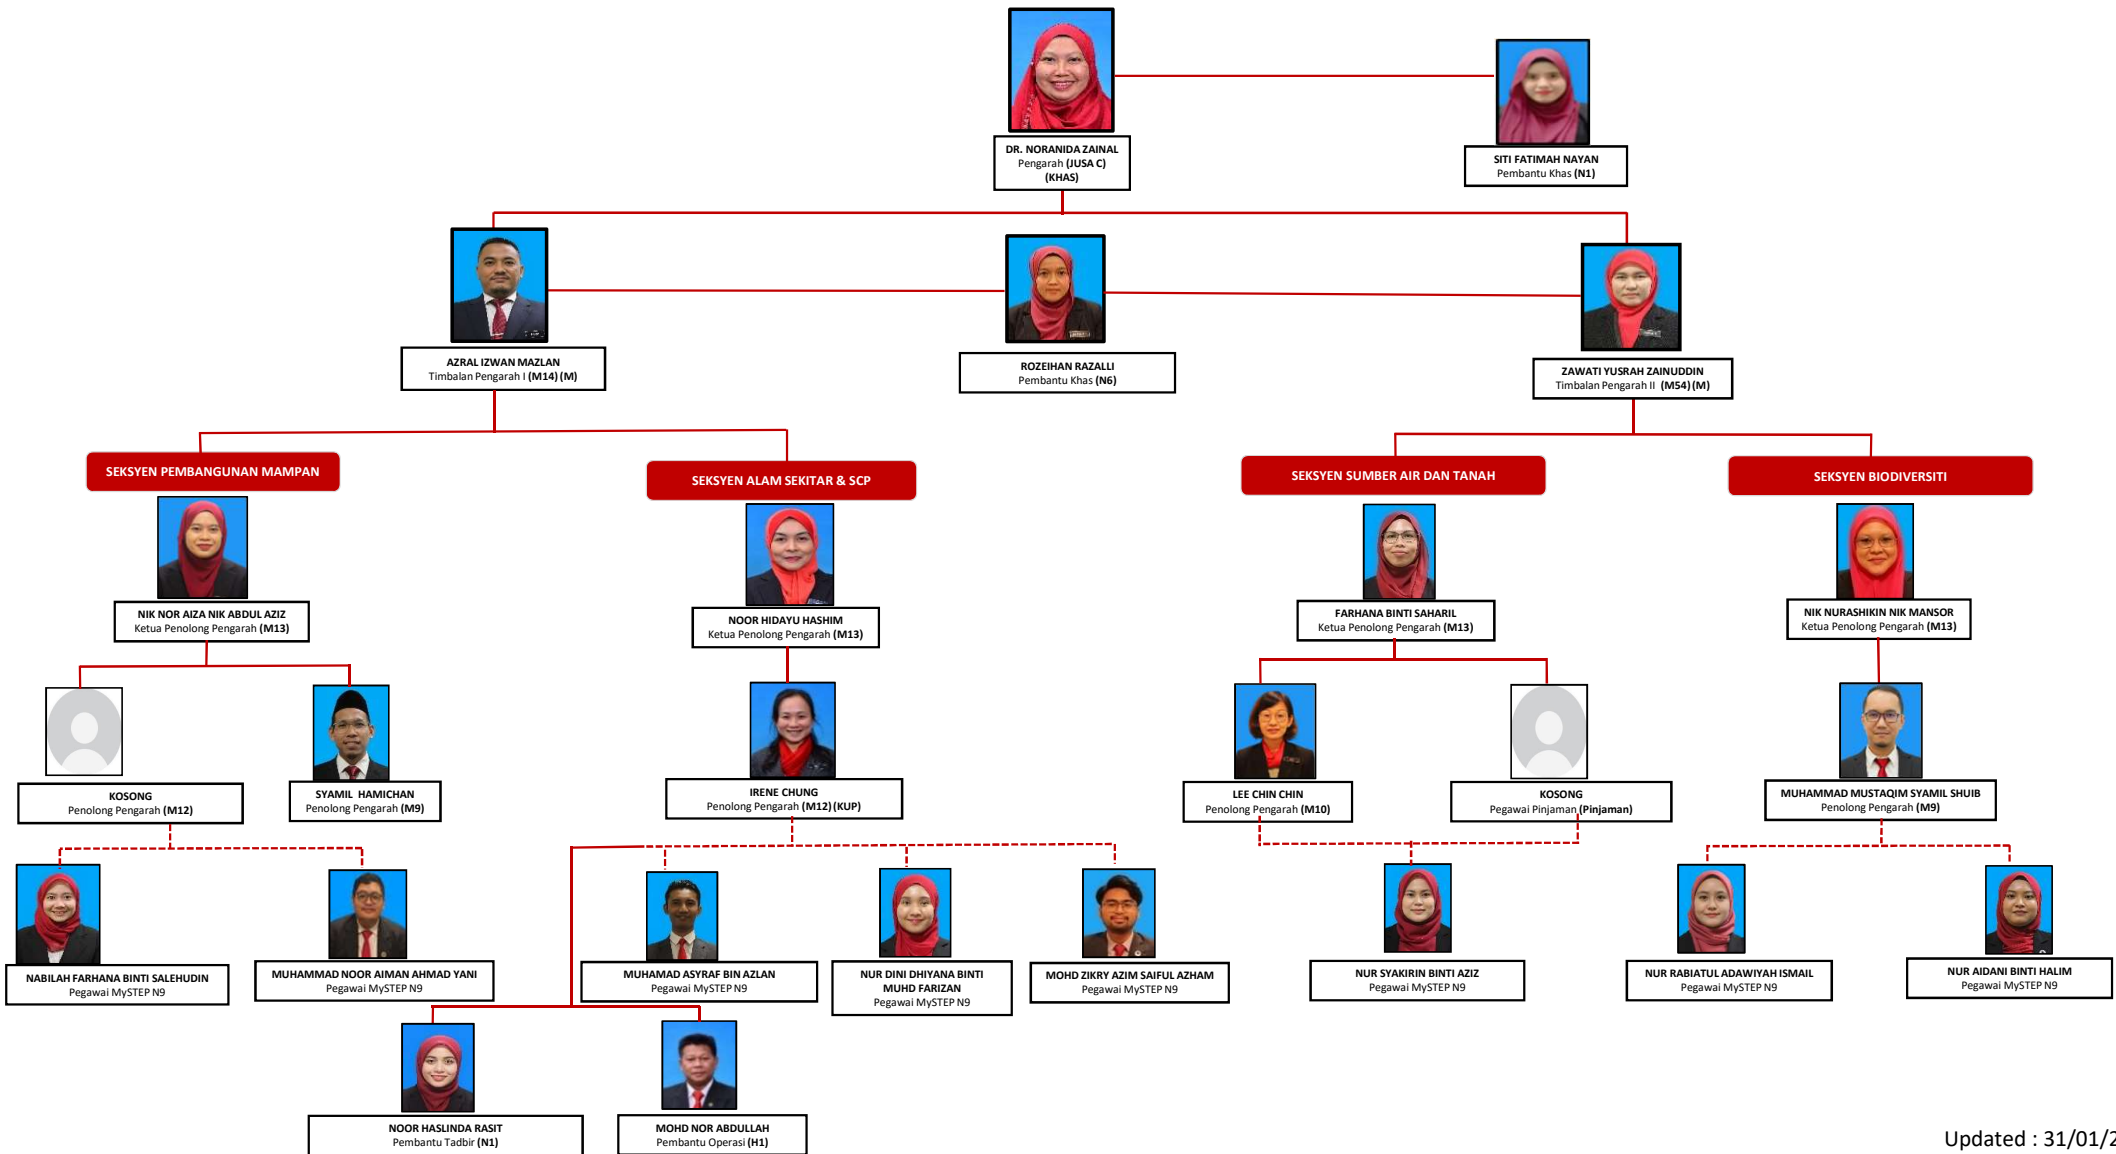 DR. NORANIDA ZAINAL
Pengarah (JUSA C)
(KHAS)
SITI FATIMAH NAYAN
Pembantu Khas (N1)
AZRAL IZWAN MAZLAN
Timbalan Pengarah I (M14) (M)
ROZEIHAN RAZALLI
Pembantu Khas (N6)
ZAWATI YUSRAH ZAINUDDIN
Timbalan Pengarah II (M54) (M)
SEKSYEN PEMBANGUNAN MAMPAN
SEKSYEN ALAM SEKITAR & SCP
SEKSYEN SUMBER AIR DAN TANAH
SEKSYEN BIODIVERSITI
NIK NOR AIZA NIK ABDUL AZIZ
Ketua Penolong Pengarah (M13)
NOOR HIDAYU HASHIM
Ketua Penolong Pengarah (M13)
FARHANA BINTI SAHARIL
Ketua Penolong Pengarah (M13)
NIK NURASHIKIN NIK MANSOR
Ketua Penolong Pengarah (M13)
KOSONG
Penolong Pengarah (M12)
SYAMIL HAMICHAN
Penolong Pengarah (M9)
IRENE CHUNG
Penolong Pengarah (M12) (KUP)
LEE CHIN CHIN
Penolong Pengarah (M10)
KOSONG
Pegawai Pinjaman (Pinjaman)
MUHAMMAD MUSTAQIM SYAMIL SHUIB
Penolong Pengarah (M9)
NABILAH FARHANA BINTI SALEHUDIN
Pegawai MySTEP N9
MUHAMMAD NOOR AIMAN AHMAD YANI
Pegawai MySTEP N9
MUHAMAD ASYRAF BIN AZLAN
Pegawai MySTEP N9
NUR DINI DHIYANA BINTI
MUHD FARIZAN
Pegawai MySTEP N9
MOHD ZIKRY AZIM SAIFUL AZHAM
Pegawai MySTEP N9
NUR SYAKIRIN BINTI AZIZ
Pegawai MySTEP N9
NUR RABIATUL ADAWIYAH ISMAIL
Pegawai MySTEP N9
NUR AIDANI BINTI HALIM
Pegawai MySTEP N9
NOOR HASLINDA RASIT
Pembantu Tadbir (N1)
MOHD NOR ABDULLAH
Pembantu Operasi (H1)
Updated : 31/01/2